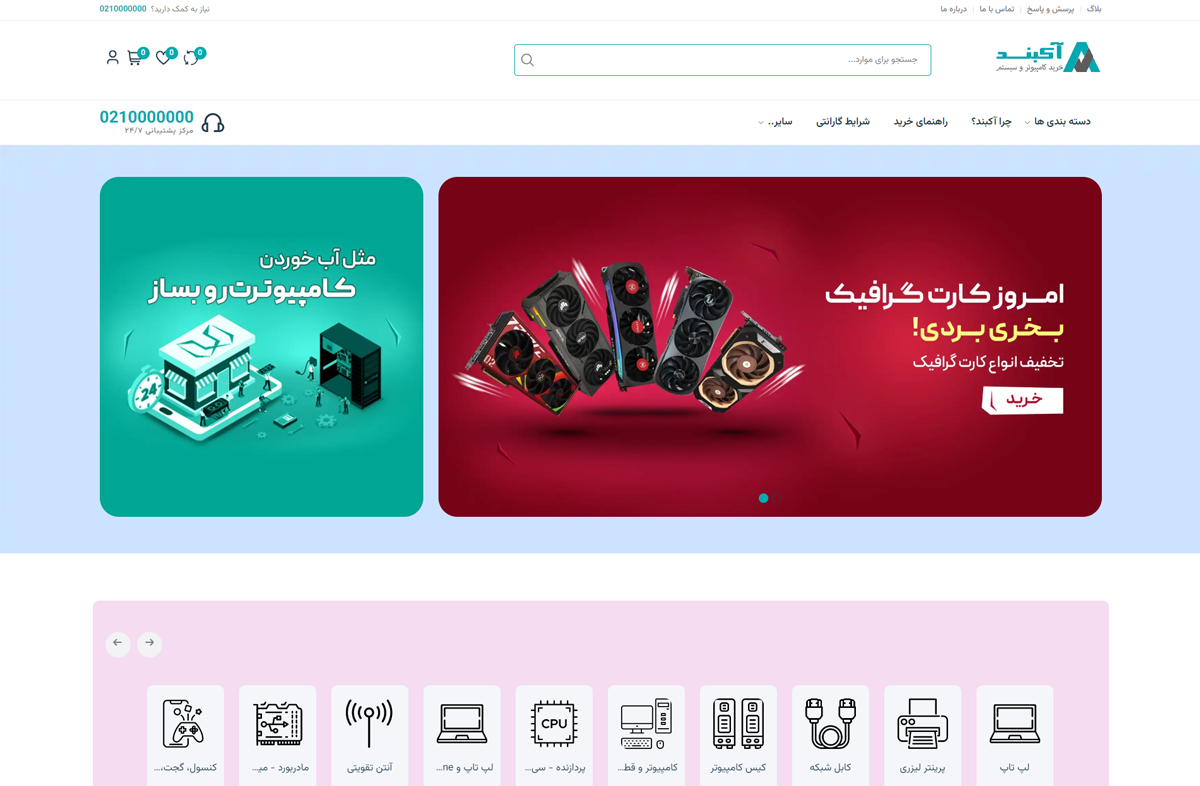 بلاگ
پرسش و پاسخ
تماس با ما
درباره ما
نیاز به کمک دارید؟ 0210000000
آکبند
خرید کامپیوتر و سیستم
جستجو برای موارد...
0
0
0
دسته بندی ها
چرا آکبند؟
راهنمای خرید
شرایط گارانتی
سایر..
0210000000
مرکز پشتیبانی ۲۴/۷
امروز کارت گرافیک
بخری بردی!
تخفیف انواع کارت گرافیک
خرید
مثل آب خوردن
کامپیوترت رو بساز
24
لپ تاپ
پرینتر لیزری
کابل شبکه
کیس کامپیوتر
کامپیوتر و قط...
CPU
پردازنده - سی...
لپ تاپ و ne...
آنتن تقویتی
مادربورد - می...
کنسول، گجت،...